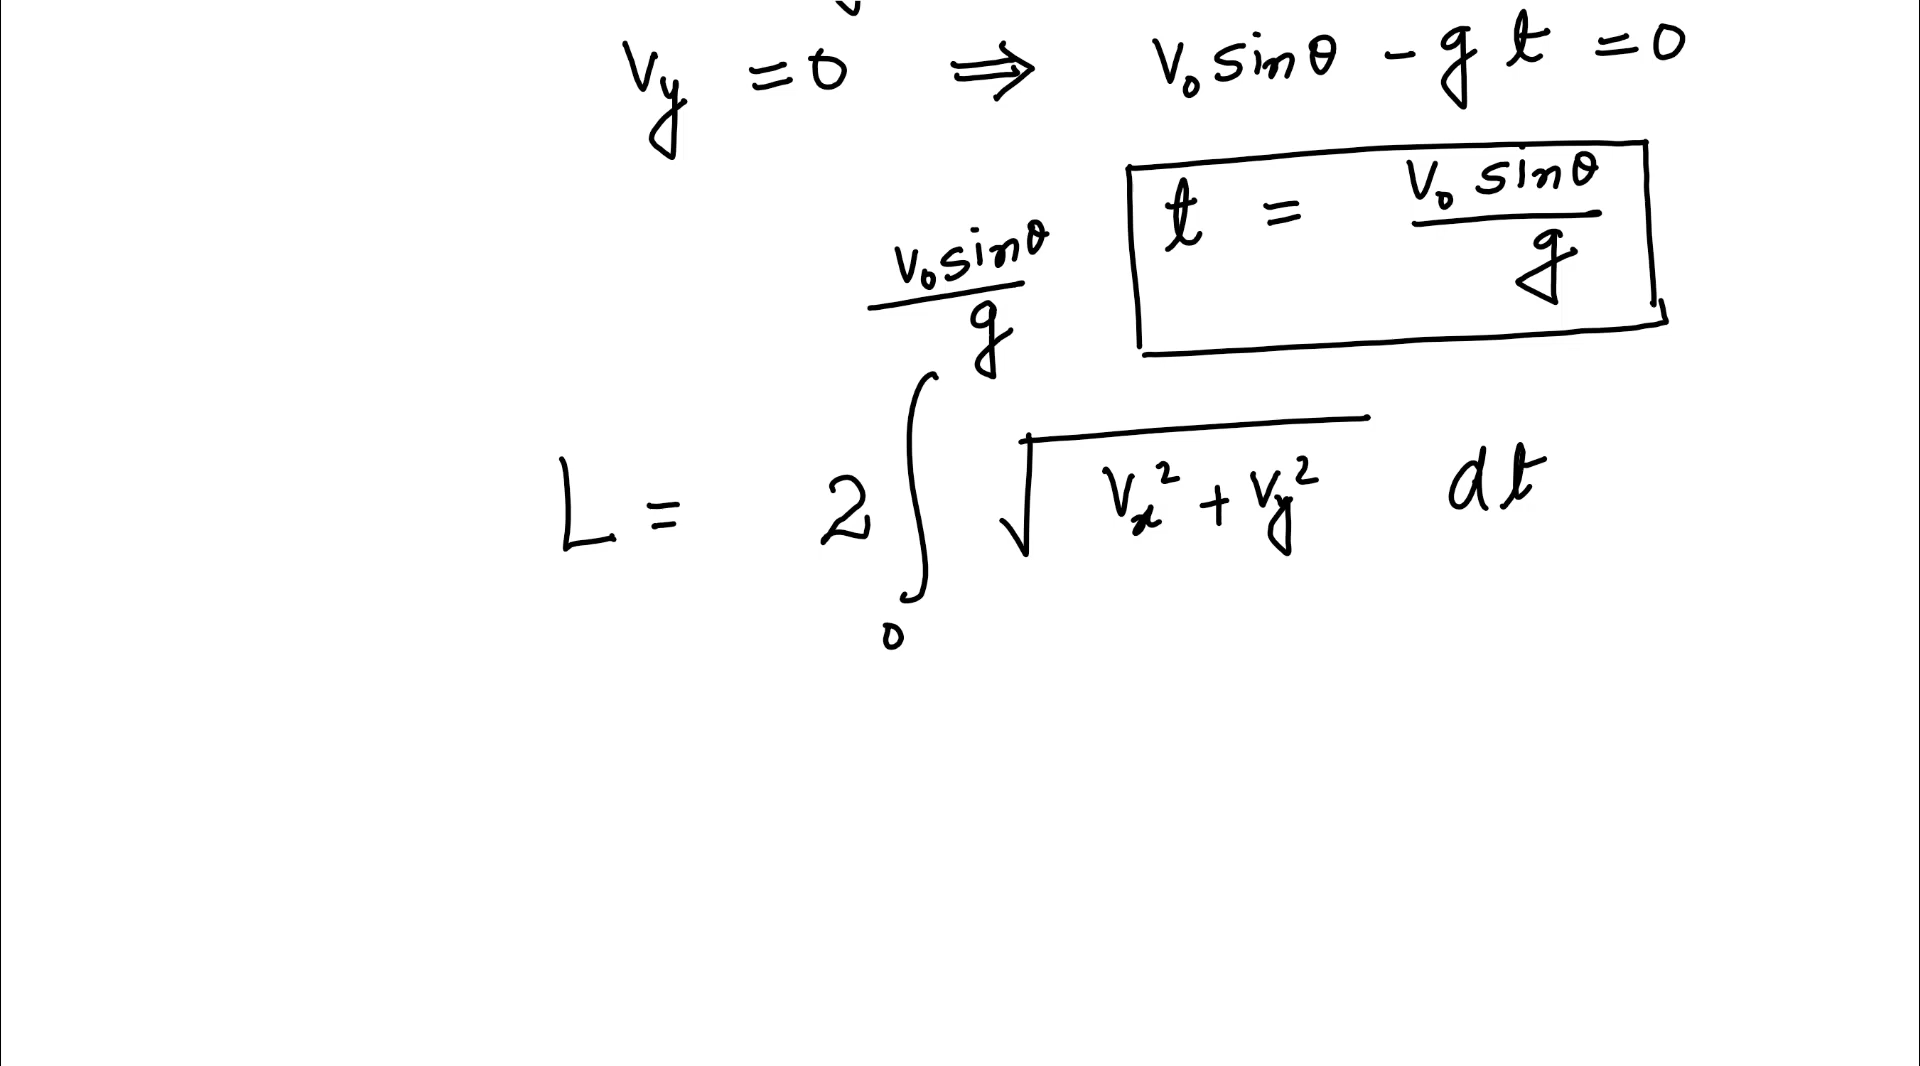 Vy = 0 ⇒ V₀ sinθ - g t = 0
t = V₀ sinθ / g
L = 2 ∫₀^(V₀ sinθ / g) √(Vx² + Vy²) dt